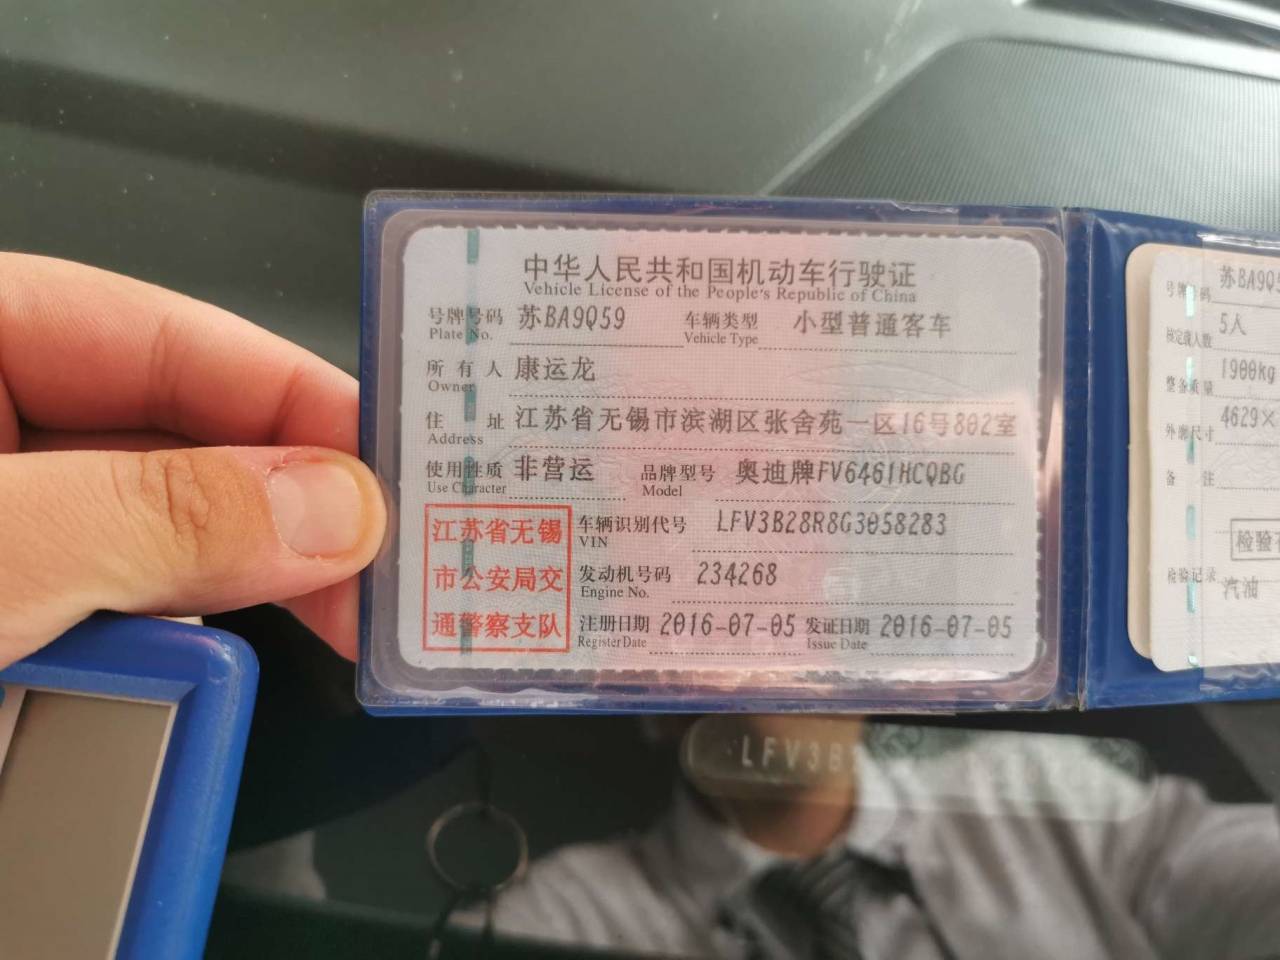 中华人民共和国机动车行驶证
Vehicle License of the People's Republic of China
号牌号码 苏BA9Q59 车辆类型 小型普通客车
Plate No. Vehicle Type
所有人 康运龙
Owner
住址 江苏省无锡市滨湖区张舍苑一区16号802室
Address
使用性质 非营运 品牌型号 奥迪牌FV6461HCQBG
Use Character Model
江苏省无锡 车辆识别代号 LFV3B28R8G3058283
VIN
市公安局交 发动机号码 234268
Engine No.
通警察支队 注册日期 2016-07-05 发证日期 2016-07-05
Register Date Issue Date
号牌号码 苏BA9Q5
核定载人数 5人
整备质量 1900kg
外廓尺寸 4629×
备注
检验
检验记录 汽油
LFV3B